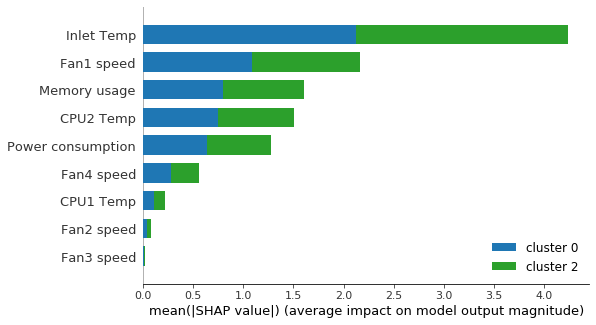 Inlet Temp
Fan1 speed
Memory usage
CPU2 Temp
Power consumption
Fan4 speed
CPU1 Temp
Fan2 speed
Fan3 speed
cluster 0
cluster 2
0.0 0.5 1.0 1.5 2.0 2.5 3.0 3.5 4.0
mean(|SHAP value|) (average impact on model output magnitude)